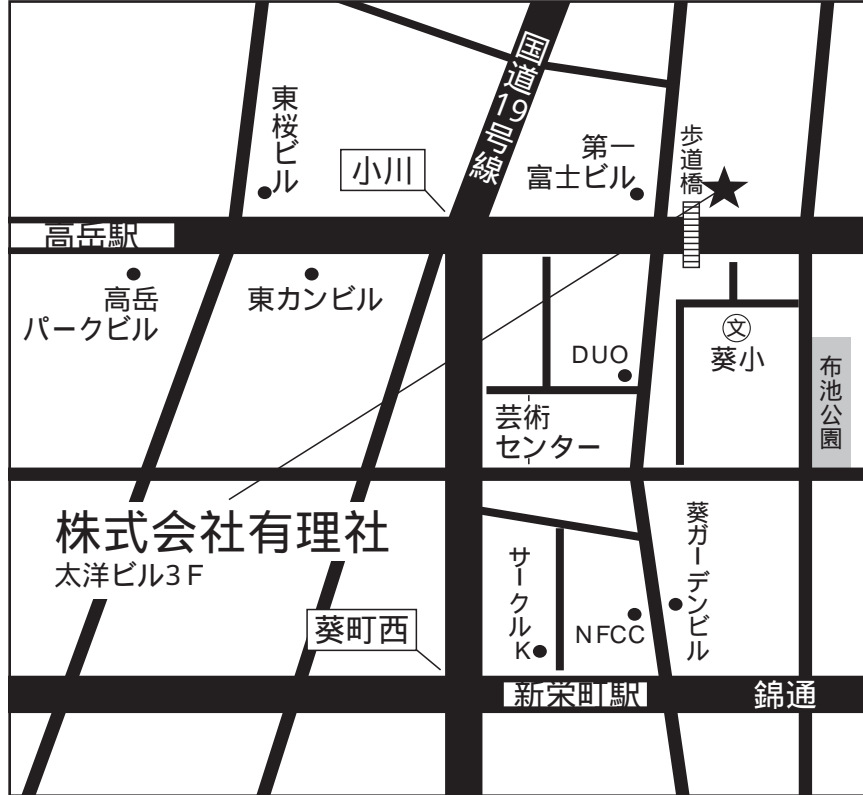 国道19号線
東桜ビル
小川
第一
富士ビル
歩道橋
高岳駅
高岳
パークビル
東カンビル
文
葵小
DUO
布池公園
芸術
センター
株式会社有理社
太洋ビル3F
葵ガーデンビル
サークルK
NFCC
葵町西
新栄町駅
錦通